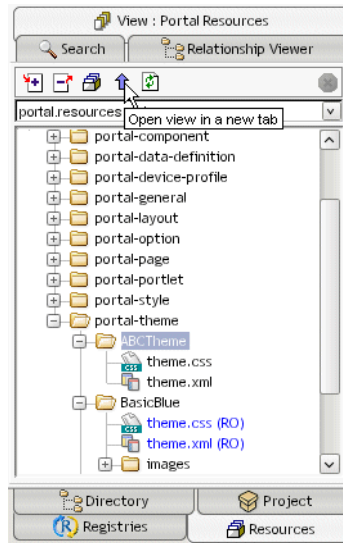 View : Portal Resources
Search
Relationship Viewer
portal.resources
Open view in a new tab
portal-component
portal-data-definition
portal-device-profile
portal-general
portal-layout
portal-option
portal-page
portal-portlet
portal-style
portal-theme
ABCTheme
theme.css
theme.xml
BasicBlue
theme.css (RO)
theme.xml (RO)
images
Directory
Project
Registries
Resources